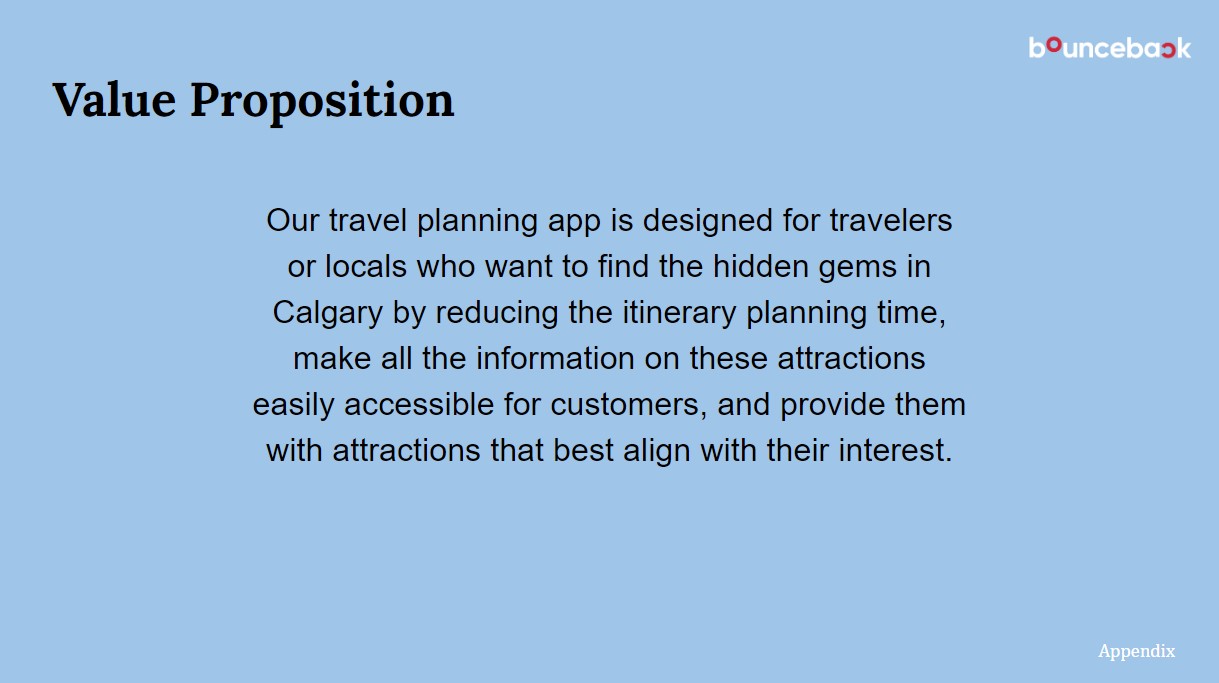 bounceback
Value Proposition
Our travel planning app is designed for travelers
or locals who want to find the hidden gems in
Calgary by reducing the itinerary planning time,
make all the information on these attractions
easily accessible for customers, and provide them
with attractions that best align with their interest.
Appendix